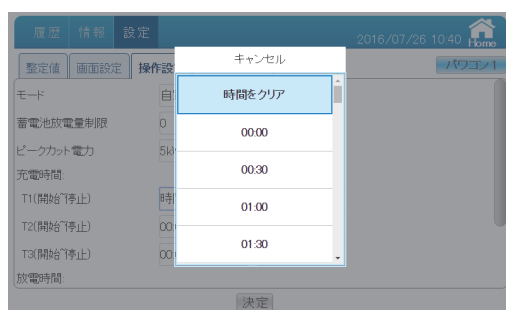 履歴 情報 設定
2016/07/26 10:40 Home
整定値 画面設定 操作設
パワコン1
キャンセル
時間をクリア
00:00
00:30
01:00
01:30
モード 自
蓄電池放電量制限 0
ピークカット電力 5k
充電時間:
T1(開始~停止) 時
T2(開始~停止) 00
T3(開始~停止) 00
放電時間:
決定